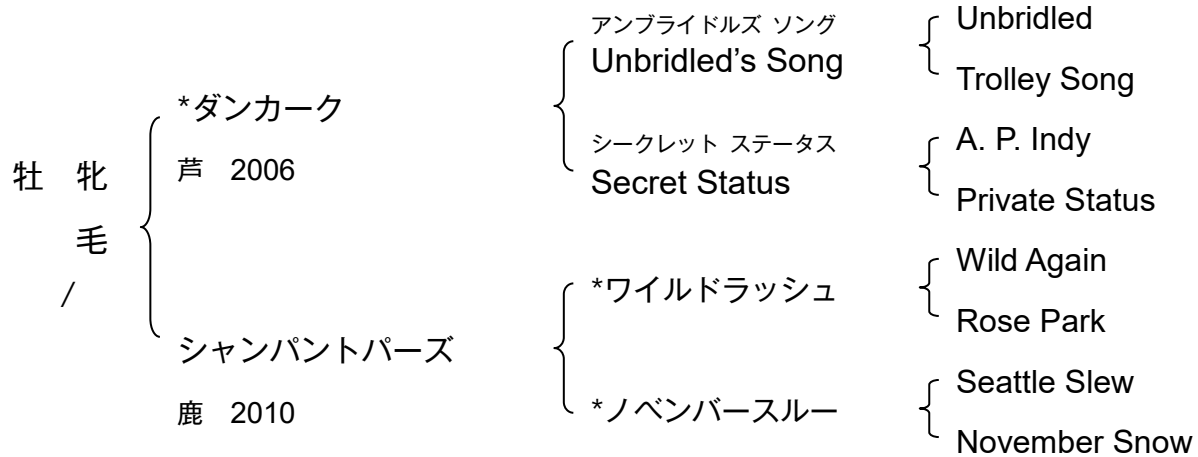 牡 牝
毛
/
*ダンカーク
芦 2006
アンブライドルズ ソング
Unbridled's Song
Unbridled
Trolley Song
シークレット ステータス
Secret Status
A. P. Indy
Private Status
シャンパントパーズ
鹿 2010
*ワイルドラッシュ
Wild Again
Rose Park
*ノベンバースルー
Seattle Slew
November Snow